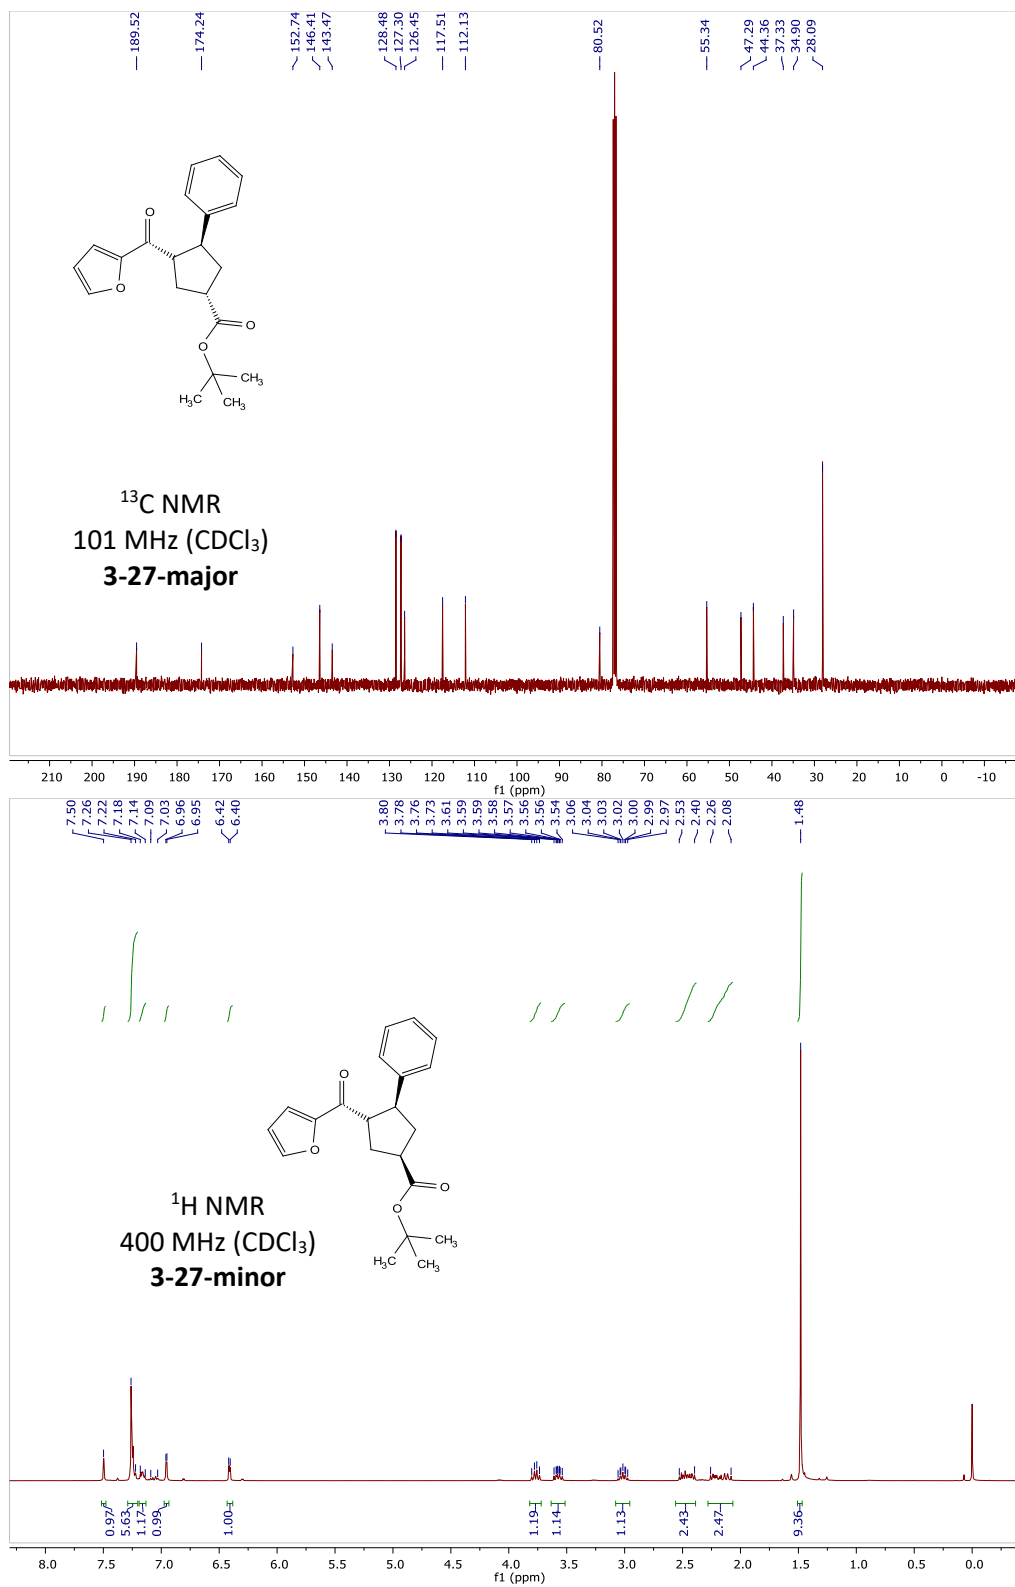 189.52
174.24
152.74
146.41
143.47
128.48
127.30
126.45
117.51
112.13
80.52
55.34
47.29
44.36
37.33
34.90
28.09
O
O
O
O
CH₃
H₃C
CH₃
¹³C NMR
101 MHz (CDCl₃)
3-27-major
210 200 190 180 170 160 150 140 130 120 110 100 90 80 70 60 50 40 30 20 10 0 -10
f1 (ppm)
7.50
7.26
7.22
7.18
7.14
7.09
7.03
6.96
6.95
6.42
6.40
3.80
3.78
3.76
3.73
3.61
3.59
3.59
3.58
3.57
3.56
3.56
3.54
3.06
3.04
3.03
3.02
3.00
2.99
2.97
2.53
2.40
2.26
2.08
1.48
O
O
O
O
CH₃
H₃C
CH₃
¹H NMR
400 MHz (CDCl₃)
3-27-minor
0.97
5.63
1.17
0.99
1.00
1.19
1.14
1.13
2.43
2.47
9.36
8.0 7.5 7.0 6.5 6.0 5.5 5.0 4.5 4.0 3.5 3.0 2.5 2.0 1.5 1.0 0.5 0.0
f1 (ppm)